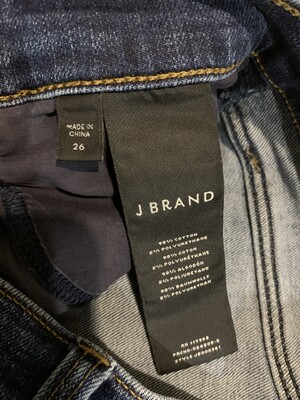 MADE IN
CHINA
26
J BRAND
98% COTTON
2% POLYURETHANE
98% COTON
2% POLYURÉTHANE
98% ALGODÓN
2% POLIURETANO
98% BAUMWOLLE
2% POLYURETHAN